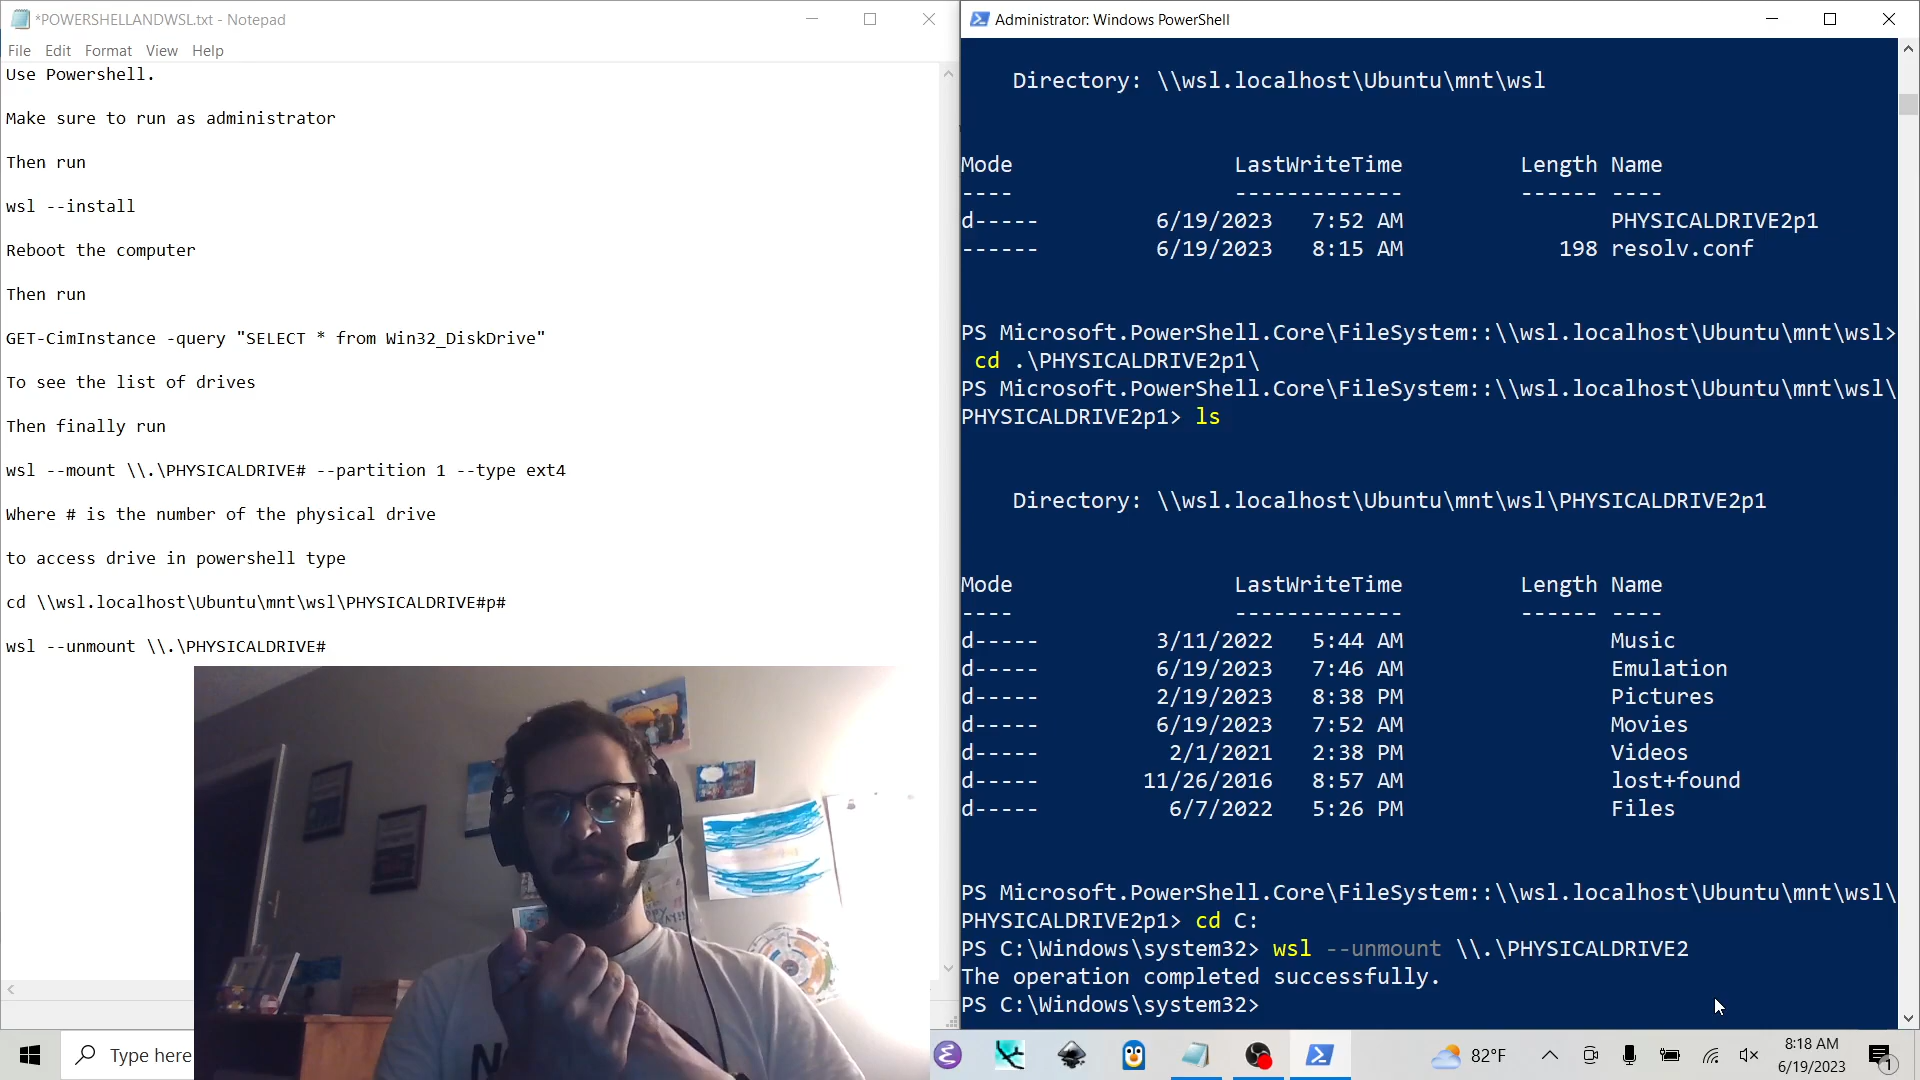 *POWERSHELLANDWSL.txt - Notepad
File Edit Format View Help
Use Powershell.
Make sure to run as administrator
Then run
wsl --install
Reboot the computer
Then run
GET-CimInstance -query "SELECT * from Win32_DiskDrive"
To see the list of drives
Then finally run
wsl --mount \\.\PHYSICALDRIVE# --partition 1 --type ext4
Where # is the number of the physical drive
to access drive in powershell type
cd \\wsl.localhost\Ubuntu\mnt\wsl\PHYSICALDRIVE#p#
wsl --unmount \\.\PHYSICALDRIVE#
Administrator: Windows PowerShell
Directory: \\wsl.localhost\Ubuntu\mnt\wsl
Mode LastWriteTime Length Name
---- ------------- ------ ----
d----- 6/19/2023 7:52 AM PHYSICALDRIVE2p1
------ 6/19/2023 8:15 AM 198 resolv.conf
PS Microsoft.PowerShell.Core\FileSystem::\\wsl.localhost\Ubuntu\mnt\wsl>
cd .\PHYSICALDRIVE2p1\
PS Microsoft.PowerShell.Core\FileSystem::\\wsl.localhost\Ubuntu\mnt\wsl\
PHYSICALDRIVE2p1> ls
Directory: \\wsl.localhost\Ubuntu\mnt\wsl\PHYSICALDRIVE2p1
Mode LastWriteTime Length Name
---- ------------- ------ ----
d----- 3/11/2022 5:44 AM Music
d----- 6/19/2023 7:46 AM Emulation
d----- 2/19/2023 8:38 PM Pictures
d----- 6/19/2023 7:52 AM Movies
d----- 2/1/2021 2:38 PM Videos
d----- 11/26/2016 8:57 AM lost+found
d----- 6/7/2022 5:26 PM Files
PS Microsoft.PowerShell.Core\FileSystem::\\wsl.localhost\Ubuntu\mnt\wsl\
PHYSICALDRIVE2p1> cd C:
PS C:\Windows\system32> wsl --unmount \\.\PHYSICALDRIVE2
The operation completed successfully.
PS C:\Windows\system32>
Type here
82°F
8:18 AM
6/19/2023
1